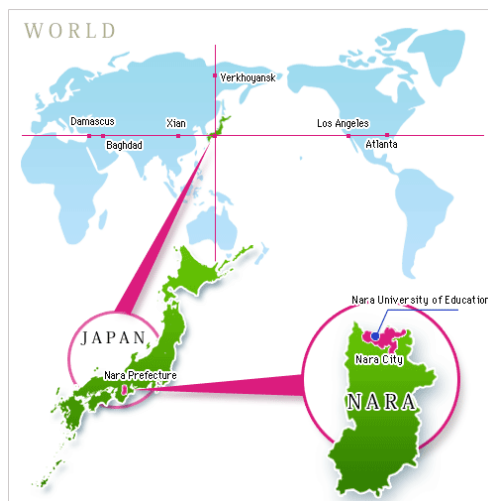 WORLD
Verkhoyansk
Damascus
Xian
Los Angeles
Baghdad
Atlanta
JAPAN
Nara Prefecture
Nara University of Education
Nara City
NARA